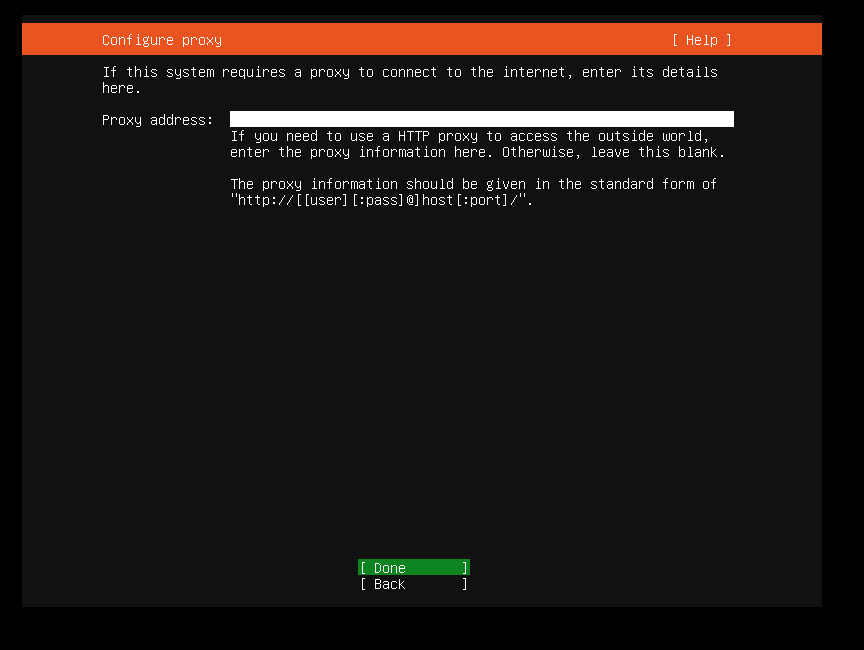 Configure proxy [ Help ]
If this system requires a proxy to connect to the internet, enter its details
here.
Proxy address:
If you need to use a HTTP proxy to access the outside world,
enter the proxy information here. Otherwise, leave this blank.
The proxy information should be given in the standard form of
"http://[[user][:pass]@]host[:port]/".
[ Done ]
[ Back ]